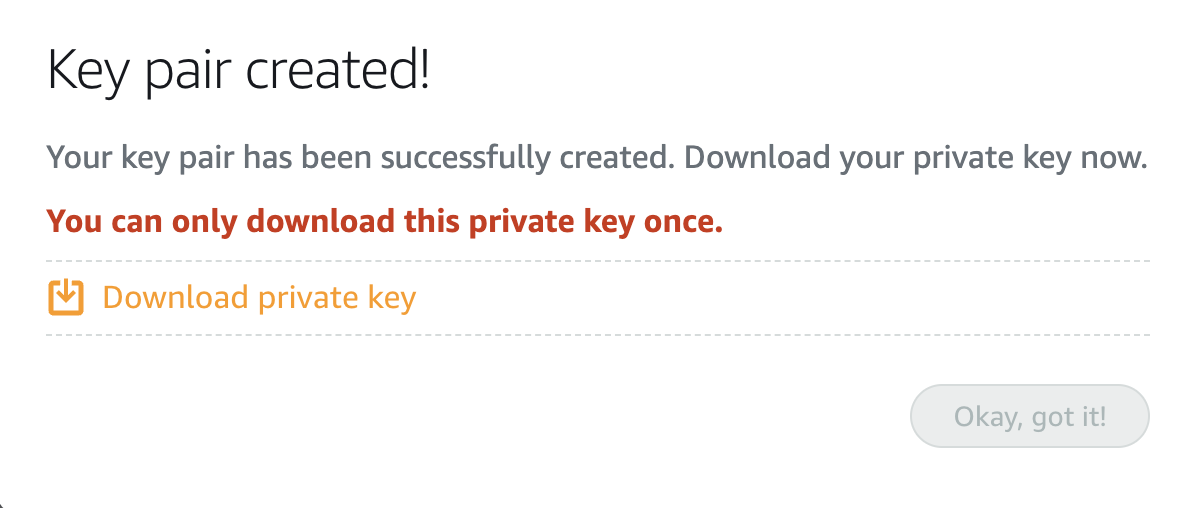 Key pair created!
Your key pair has been successfully created. Download your private key now.
You can only download this private key once.
Download private key
Okay, got it!